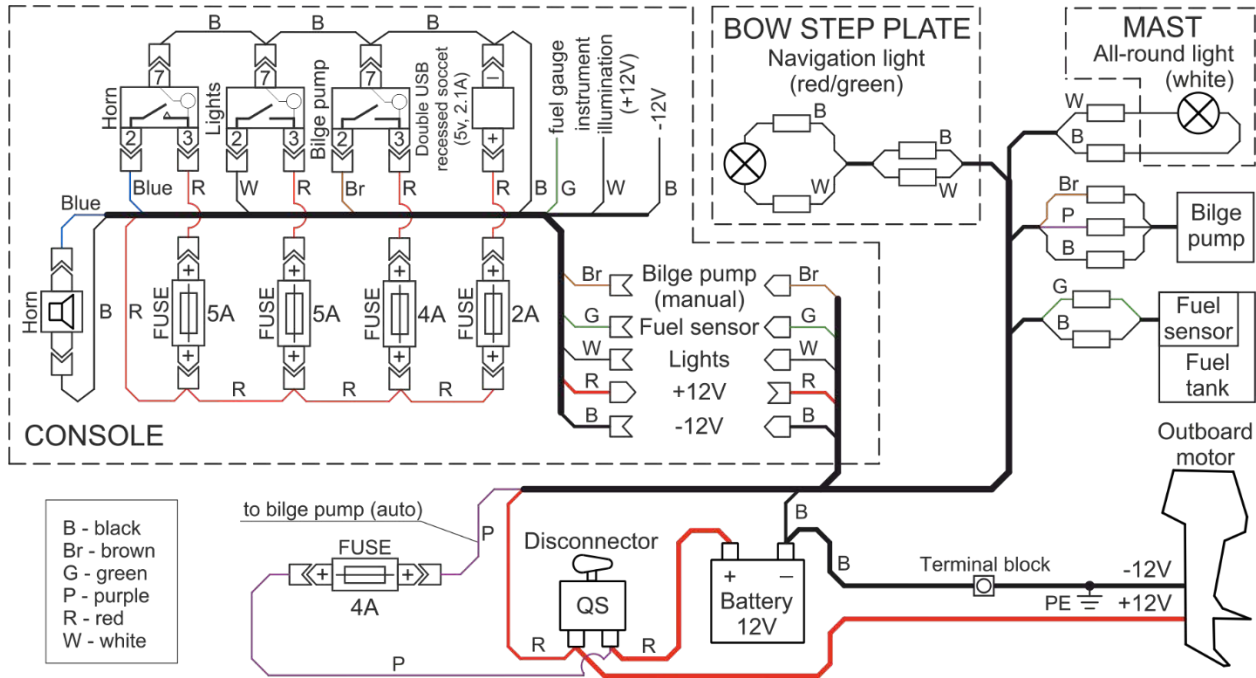 B
B
B
BOW STEP PLATE
Navigation light
(red/green)
MAST
All-round light
(white)
Horn
7
2
3
Lights
7
2
3
Bilge pump
7
2
3
Double USB
recessed soccet
(5v, 2.1A)
–
+
fuel gauge
instrument
illumination
(+12V)
-12V
B
W
B
W
W
B
Blue
Blue
R
W
R
Br
R
R
B
G
W
B
Horn
B
R
FUSE
+
+
5A
FUSE
+
+
5A
FUSE
+
+
4A
FUSE
+
+
2A
R
R
R
Br
P
B
Bilge
pump
G
B
Fuel
sensor
Fuel
tank
Br
Bilge pump
(manual)
Br
G
Fuel sensor
G
W
Lights
W
R
+12V
R
B
-12V
B
CONSOLE
Outboard
motor
B - black
Br - brown
G - green
P - purple
R - red
W - white
to bilge pump (auto)
P
FUSE
+
+
4A
P
Disconnector
QS
R
R
B
+
–
Battery
12V
B
Terminal block
PE
-12V
+12V